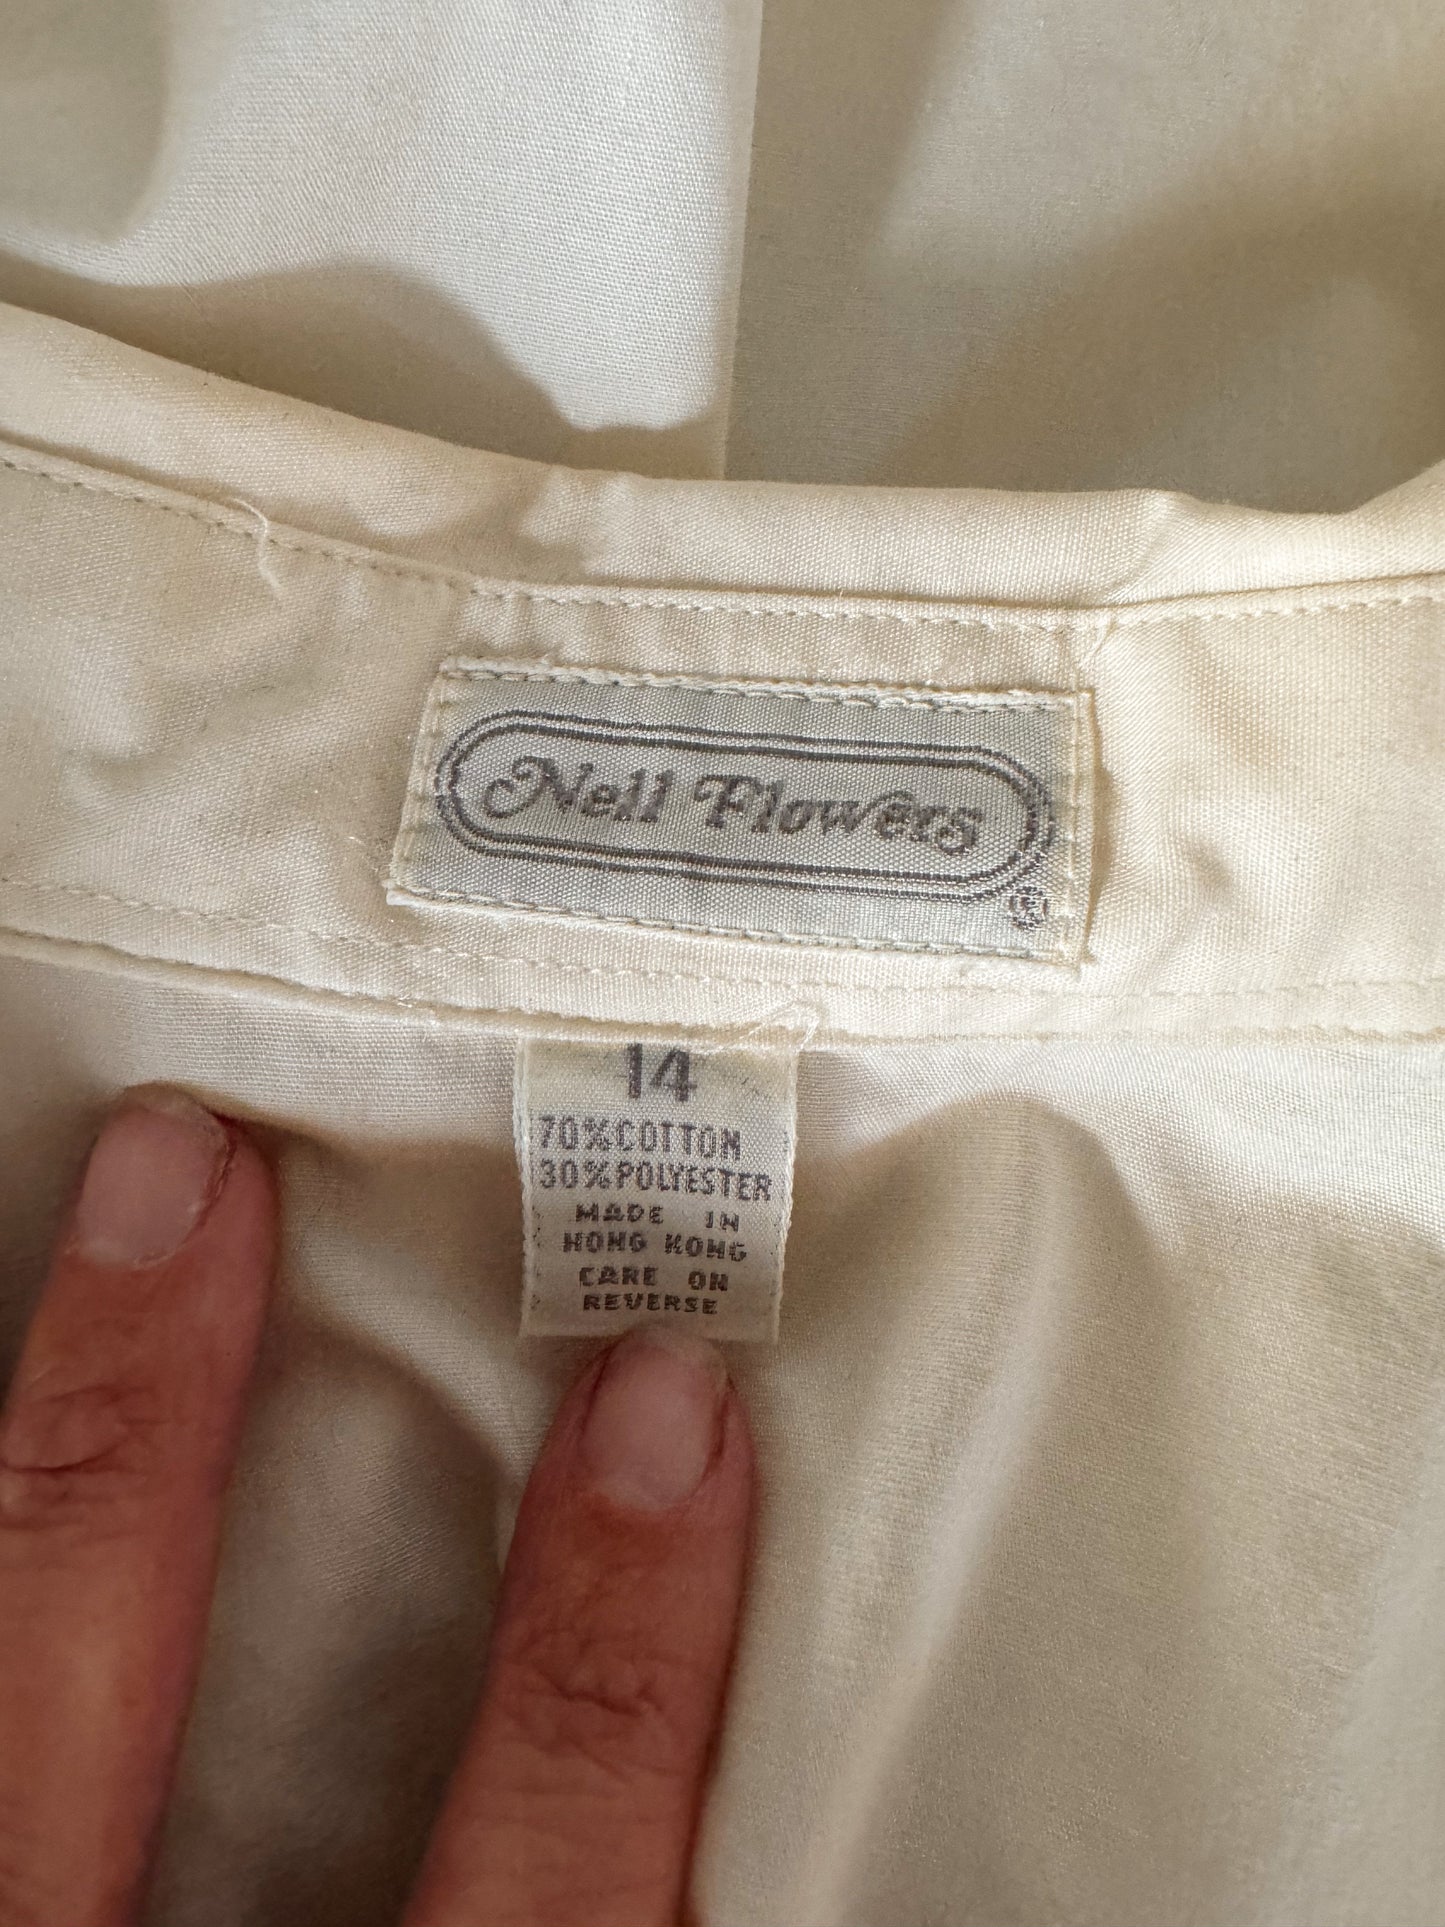 Nell Flowers
®
14
70%COTTON
30%POLYESTER
MADE IN
HONG KONG
CARE ON
REVERSE